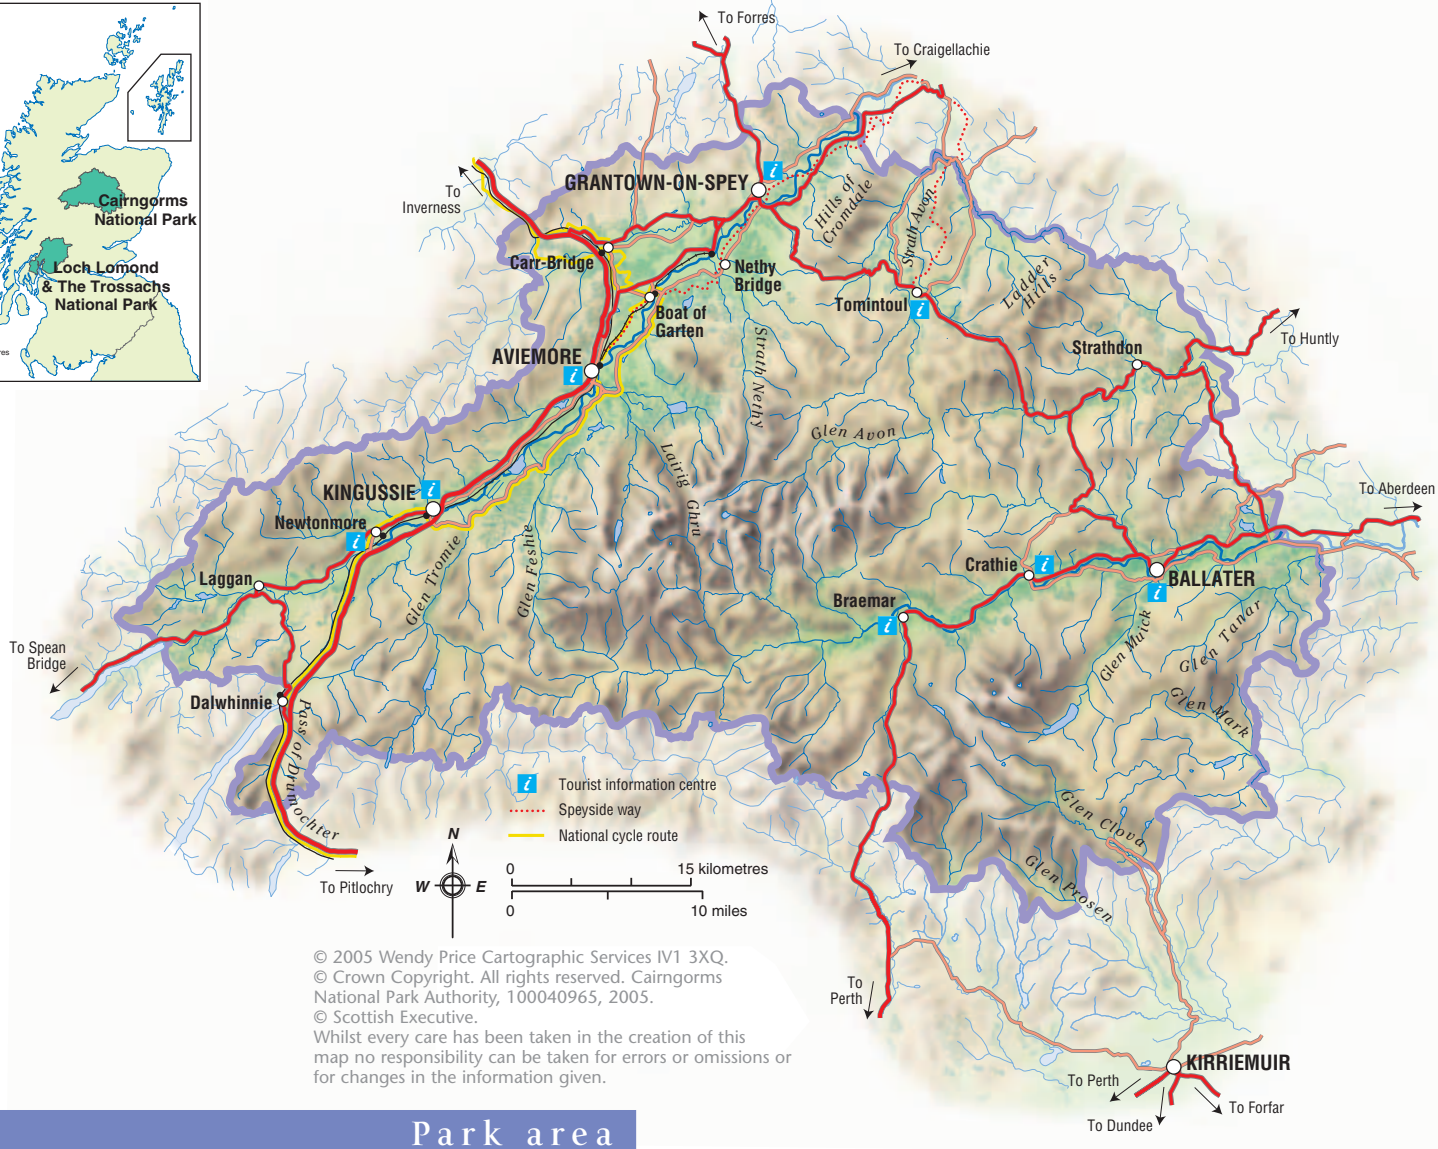 To Forres
To Craigellachie
Cairngorms
National Park
Loch Lomond
& The Trossachs
National Park
To
Inverness
GRANTOWN-ON-SPEY
Hills of
Cromdale
Strath Avon
Carr-Bridge
Nethy
Bridge
Ladder
Hills
Tomintoul
Boat of
Garten
To Huntly
Strathdon
AVIEMORE
Strath Nethy
Glen Avon
Lairig Ghru
KINGUSSIE
To Aberdeen
Newtonmore
Glen Tromie
Glen Feshie
Laggan
Crathie
BALLATER
Braemar
Glen Muick
Glen Tanar
To Spean
Bridge
Glen Mark
Dalwhinnie
Pass of Drumochter
i Tourist information centre
Speyside way
National cycle route
Glen Clova
Glen Prosen
N
W E
0 15 kilometres
0 10 miles
To Pitlochry
© 2005 Wendy Price Cartographic Services IV1 3XQ.
© Crown Copyright. All rights reserved. Cairngorms
National Park Authority, 100040965, 2005.
© Scottish Executive.
Whilst every care has been taken in the creation of this
map no responsibility can be taken for errors or omissions or
for changes in the information given.
To
Perth
KIRRIEMUIR
To Perth
To Forfar
To Dundee
Park area